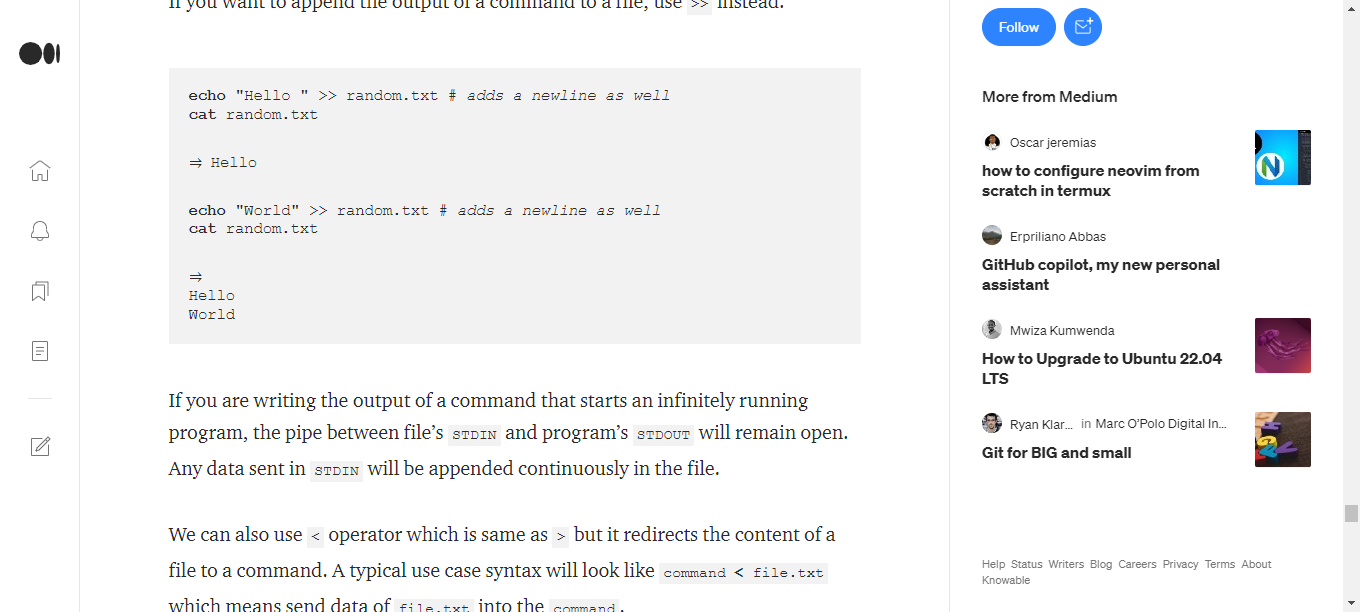 If you want to append the output of a command to a file, use >> instead.
echo "Hello " >> random.txt # adds a newline as well
cat random.txt
⇒ Hello
echo "World" >> random.txt # adds a newline as well
cat random.txt
⇒
Hello
World
If you are writing the output of a command that starts an infinitely running
program, the pipe between file’s STDIN and program’s STDOUT will remain open.
Any data sent in STDIN will be appended continuously in the file.
We can also use < operator which is same as > but it redirects the content of a
file to a command. A typical use case syntax will look like command < file.txt
which means send data of file.txt into the command.
Follow
More from Medium
Oscar jeremias
how to configure neovim from
scratch in termux
Erpriliano Abbas
GitHub copilot, my new personal
assistant
Mwiza Kumwenda
How to Upgrade to Ubuntu 22.04
LTS
Ryan Klar... in Marc O’Polo Digital In...
Git for BIG and small
Help Status Writers Blog Careers Privacy Terms About
Knowable